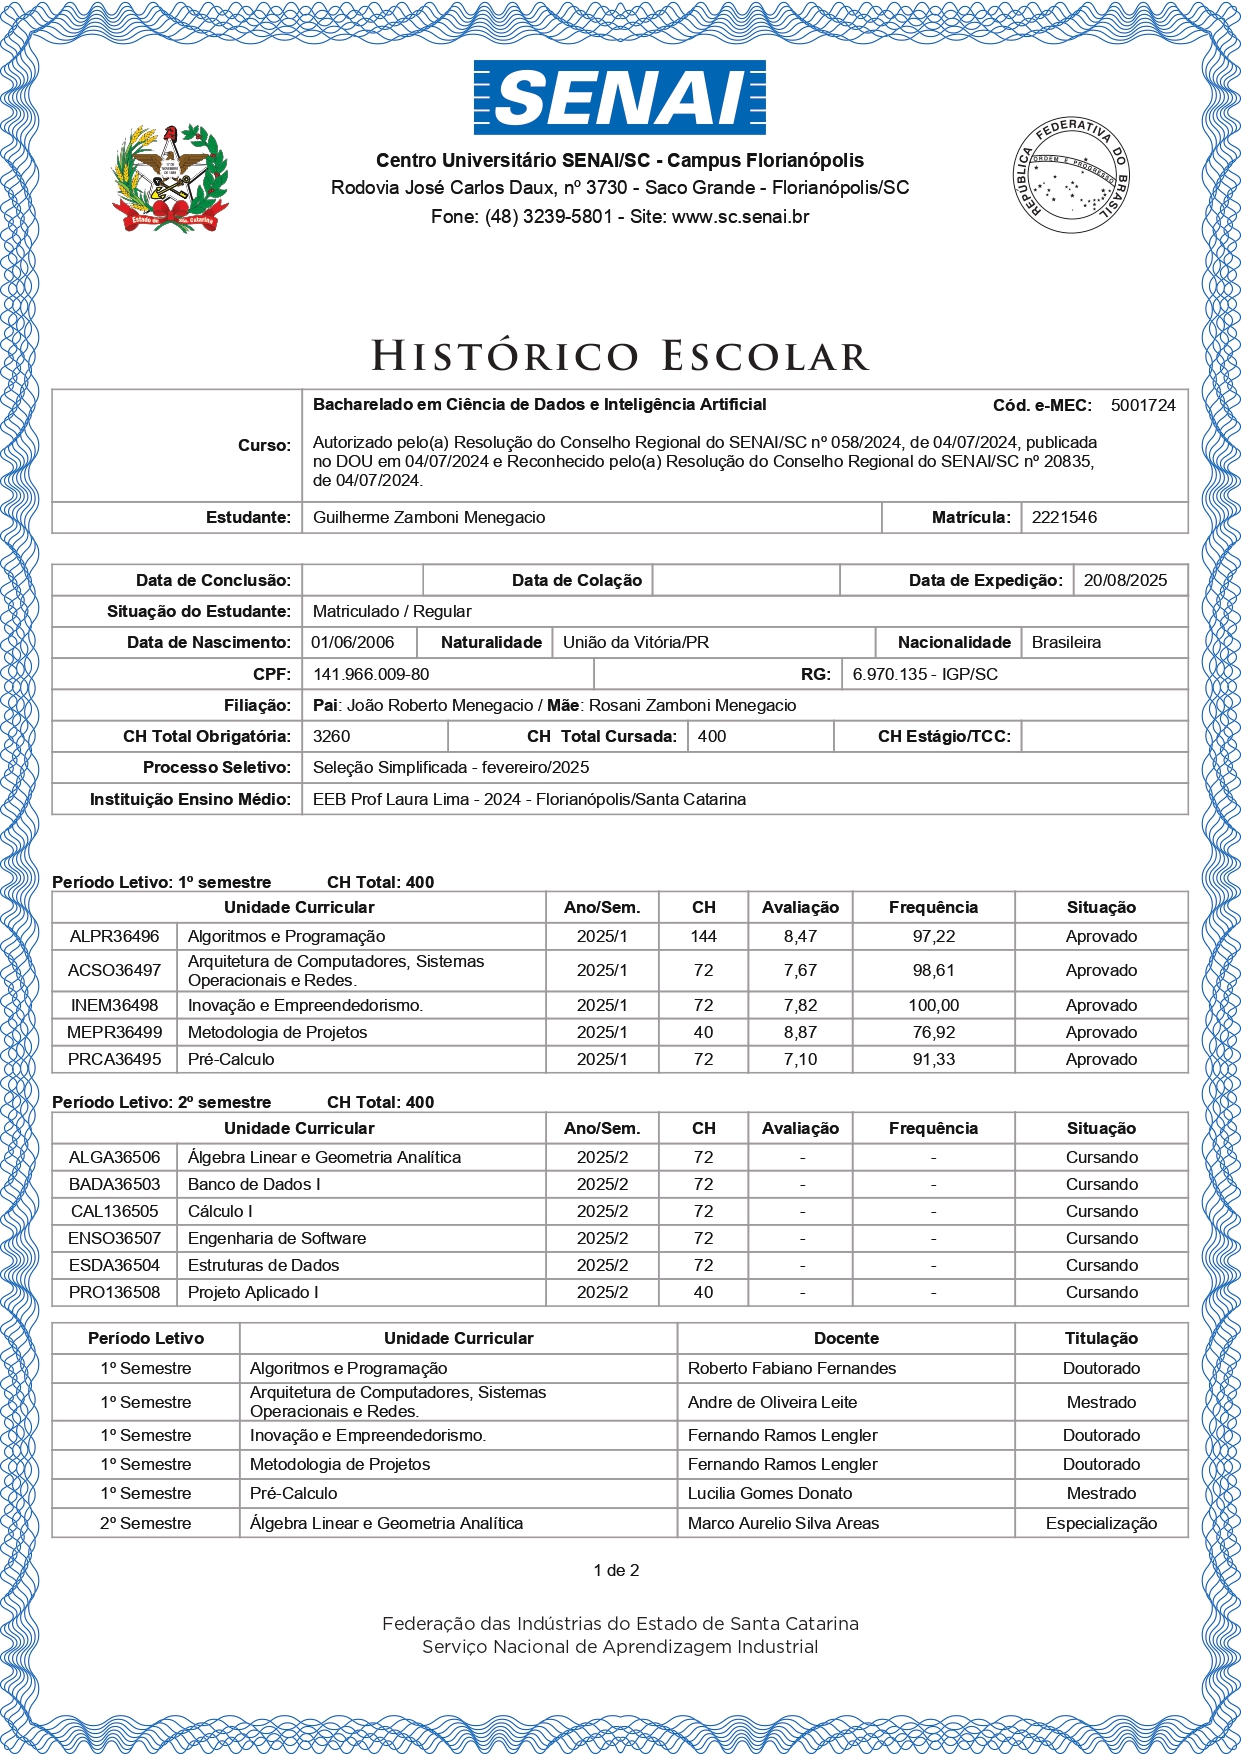 SENAI
Centro Universitário SENAI/SC - Campus Florianópolis
Rodovia José Carlos Daux, nº 3730 - Saco Grande - Florianópolis/SC
Fone: (48) 3239-5801 - Site: www.sc.senai.br
Estado de Sta. Catarina
REPÚBLICA FEDERATIVA DO BRASIL
ORDEM E PROGRESSO
Histórico Escolar
Curso: Bacharelado em Ciência de Dados e Inteligência Artificial Cód. e-MEC: 5001724
Autorizado pelo(a) Resolução do Conselho Regional do SENAI/SC nº 058/2024, de 04/07/2024, publicada
no DOU em 04/07/2024 e Reconhecido pelo(a) Resolução do Conselho Regional do SENAI/SC nº 20835,
de 04/07/2024.
Estudante: Guilherme Zamboni Menegacio Matrícula: 2221546
Data de Conclusão: Data de Colação Data de Expedição: 20/08/2025
Situação do Estudante: Matriculado / Regular
Data de Nascimento: 01/06/2006 Naturalidade União da Vitória/PR Nacionalidade Brasileira
CPF: 141.966.009-80 RG: 6.970.135 - IGP/SC
Filiação: Pai: João Roberto Menegacio / Mãe: Rosani Zamboni Menegacio
CH Total Obrigatória: 3260 CH Total Cursada: 400 CH Estágio/TCC:
Processo Seletivo: Seleção Simplificada - fevereiro/2025
Instituição Ensino Médio: EEB Prof Laura Lima - 2024 - Florianópolis/Santa Catarina
Período Letivo: 1º semestre CH Total: 400
Unidade Curricular Ano/Sem. CH Avaliação Frequência Situação
ALPR36496 Algoritmos e Programação 2025/1 144 8,47 97,22 Aprovado
ACSO36497 Arquitetura de Computadores, Sistemas
Operacionais e Redes. 2025/1 72 7,67 98,61 Aprovado
INEM36498 Inovação e Empreendedorismo. 2025/1 72 7,82 100,00 Aprovado
MEPR36499 Metodologia de Projetos 2025/1 40 8,87 76,92 Aprovado
PRCA36495 Pré-Calculo 2025/1 72 7,10 91,33 Aprovado
Período Letivo: 2º semestre CH Total: 400
Unidade Curricular Ano/Sem. CH Avaliação Frequência Situação
ALGA36506 Álgebra Linear e Geometria Analítica 2025/2 72 - - Cursando
BADA36503 Banco de Dados I 2025/2 72 - - Cursando
CAL136505 Cálculo I 2025/2 72 - - Cursando
ENSO36507 Engenharia de Software 2025/2 72 - - Cursando
ESDA36504 Estruturas de Dados 2025/2 72 - - Cursando
PRO136508 Projeto Aplicado I 2025/2 40 - - Cursando
Período Letivo Unidade Curricular Docente Titulação
1º Semestre Algoritmos e Programação Roberto Fabiano Fernandes Doutorado
1º Semestre Arquitetura de Computadores, Sistemas
Operacionais e Redes. Andre de Oliveira Leite Mestrado
1º Semestre Inovação e Empreendedorismo. Fernando Ramos Lengler Doutorado
1º Semestre Metodologia de Projetos Fernando Ramos Lengler Doutorado
1º Semestre Pré-Calculo Lucilia Gomes Donato Mestrado
2º Semestre Álgebra Linear e Geometria Analítica Marco Aurelio Silva Areas Especialização
1 de 2
Federação das Indústrias do Estado de Santa Catarina
Serviço Nacional de Aprendizagem Industrial